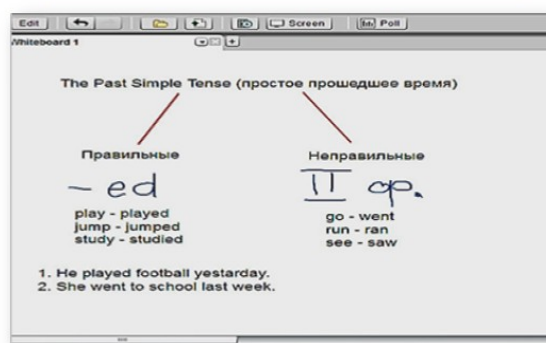 Edit Screen Poll
Whiteboard 1
The Past Simple Tense (простое прошедшее время)
Правильные Неправильные
- ed II ф.
play - played go - went
jump - jumped run - ran
study - studied see - saw
1. He played football yestarday.
2. She went to school last week.